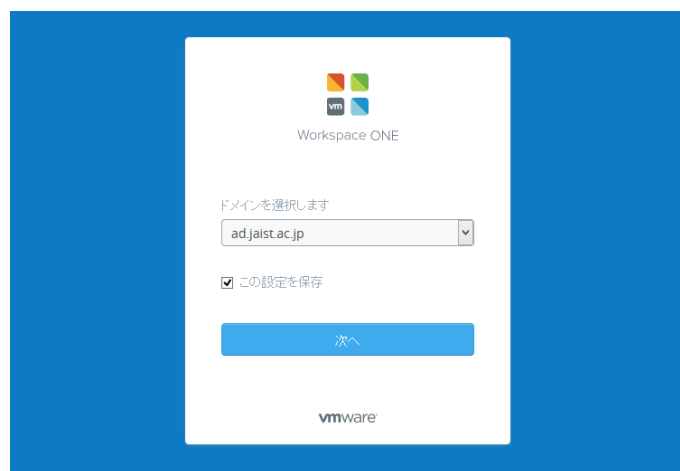 vm
Workspace ONE
ドメインを選択します
ad.jaist.ac.jp
この設定を保存
次へ
vmware